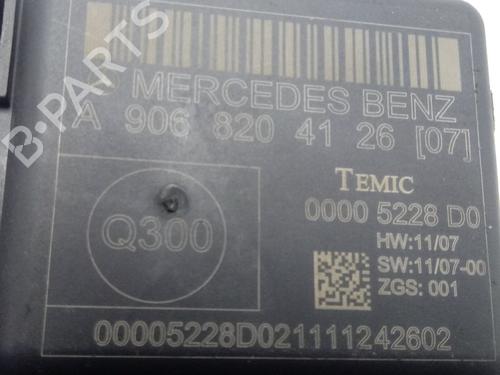 MERCEDES BENZ
A 906 820 41 26 [07]
TEMIC
0000 5228 D0
HW:11/07
SW:11/07-00
ZGS: 001
Q300
00005228D021111242602
B-PARTS